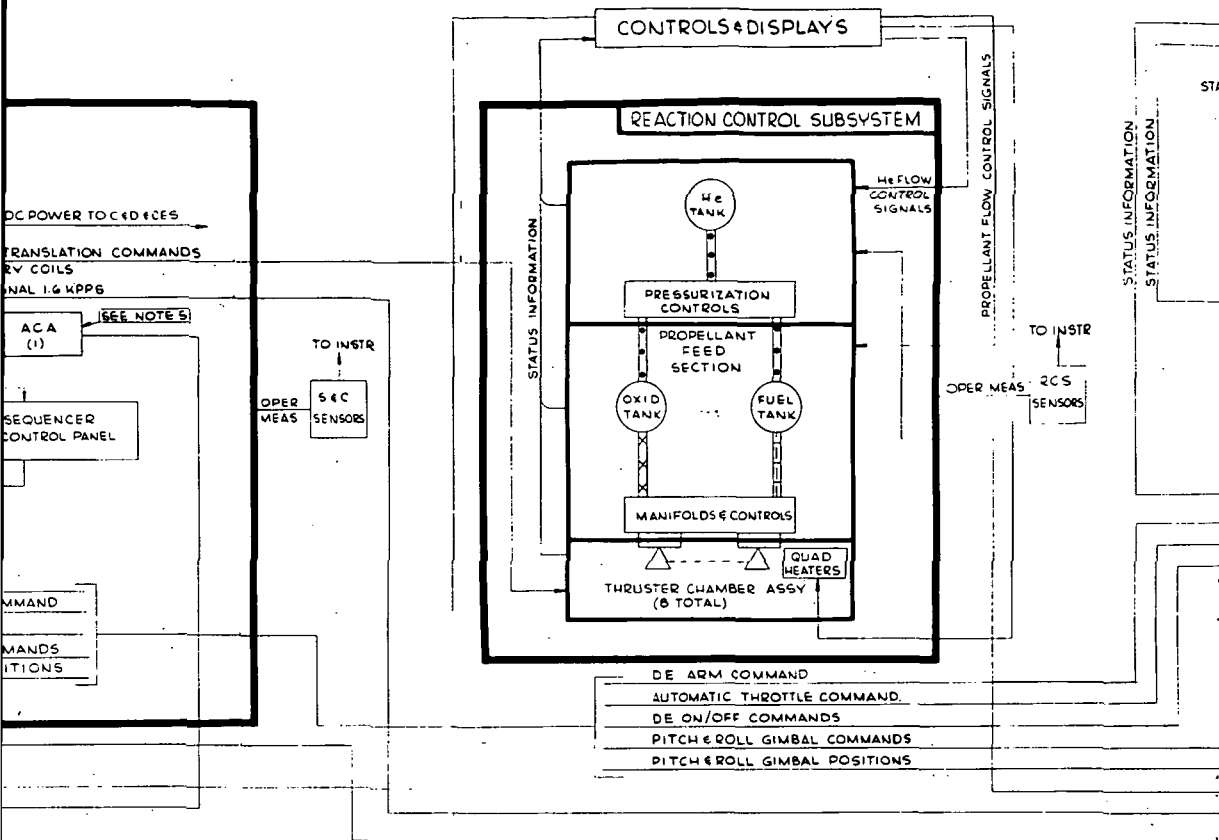 CONTROLS & DISPLAYS
REACTION CONTROL SUBSYSTEM
He
TANK
He FLOW
CONTROL
SIGNALS
PROPELLANT FLOW CONTROL SIGNALS
STATUS INFORMATION
STATUS INFORMATION
STATUS INFORMATION
STA
DC POWER TO C&D & CES
TRANSLATION COMMANDS
RY COILS
NAL 1.6 KPPS
ACA
(1)
SEE NOTE 5
TO INSTR
OPER
MEAS
S&C
SENSORS
SEQUENCER
CONTROL PANEL
MMAND
MANDS
ITIONS
PRESSURIZATION
CONTROLS
PROPELLANT
FEED
SECTION
OXID
TANK
FUEL
TANK
MANIFOLDS & CONTROLS
QUAD
HEATERS
THRUSTER CHAMBER ASSY
(8 TOTAL)
TO INSTR
OPER MEAS
RCS
SENSORS
DE ARM COMMAND
AUTOMATIC THROTTLE COMMAND.
DE ON/OFF COMMANDS
PITCH & ROLL GIMBAL COMMANDS
PITCH & ROLL GIMBAL POSITIONS